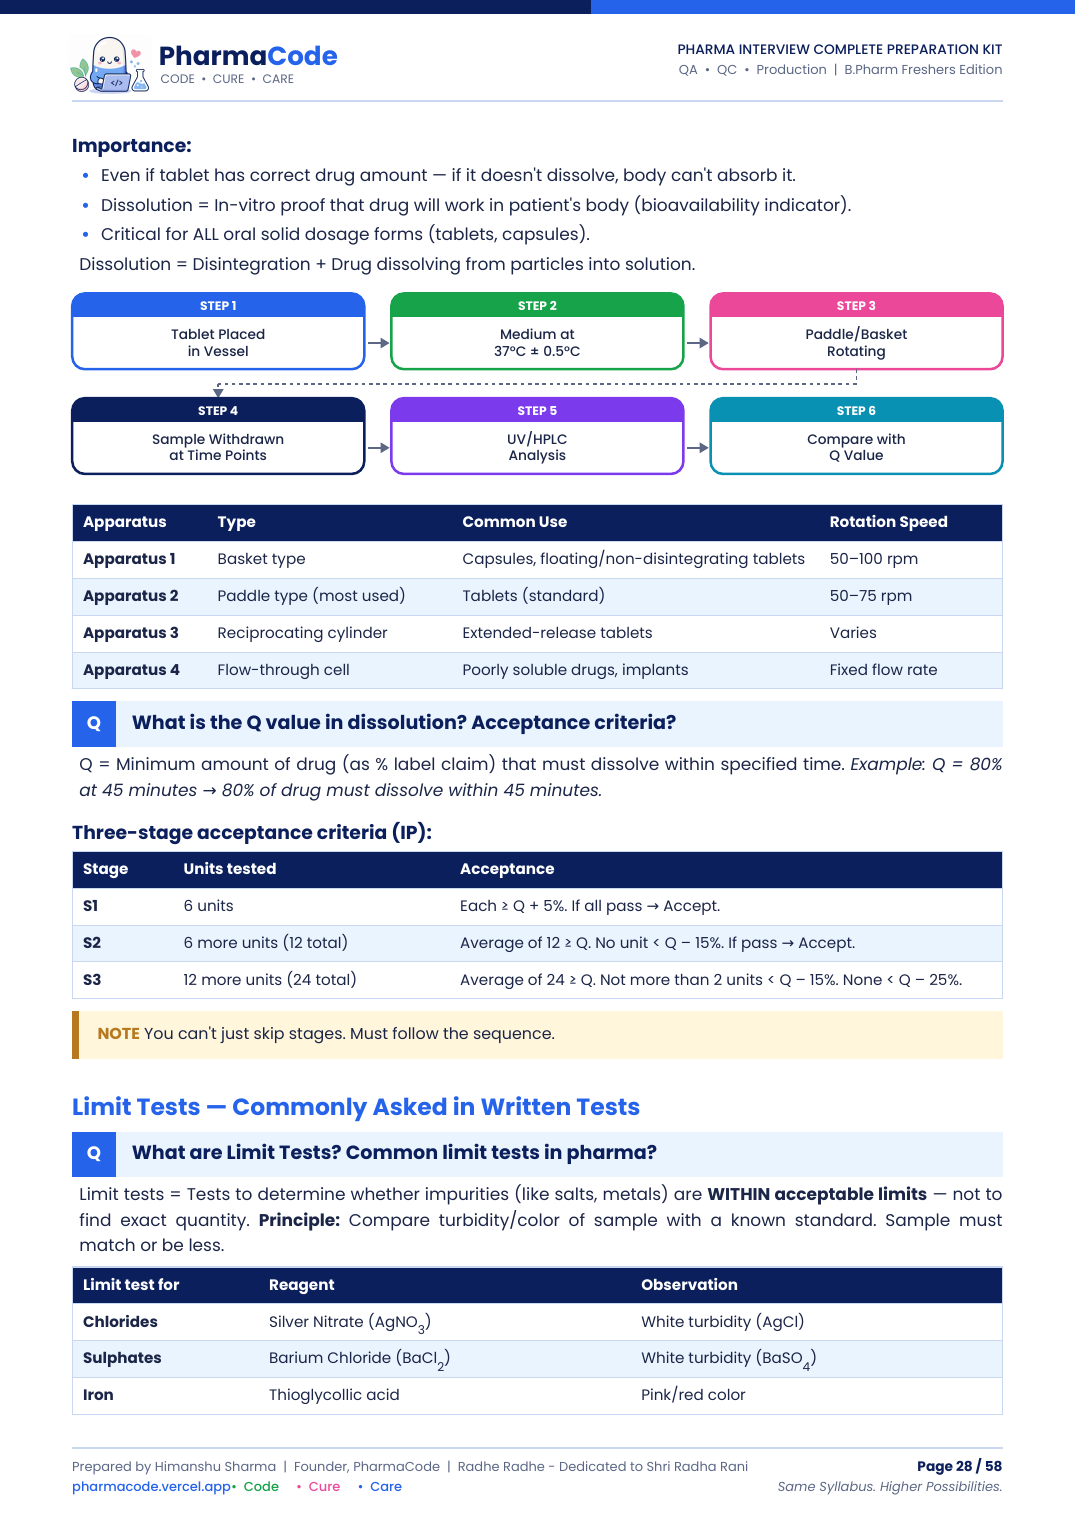 PharmaCode
CODE • CURE • CARE
PHARMA INTERVIEW COMPLETE PREPARATION KIT
QA • QC • Production | B.Pharm Freshers Edition
Importance:
• Even if tablet has correct drug amount — if it doesn't dissolve, body can't absorb it.
• Dissolution = In-vitro proof that drug will work in patient's body (bioavailability indicator).
• Critical for ALL oral solid dosage forms (tablets, capsules).
Dissolution = Disintegration + Drug dissolving from particles into solution.
STEP 1
Tablet Placed
in Vessel
STEP 2
Medium at
37°C ± 0.5°C
STEP 3
Paddle/Basket
Rotating
STEP 4
Sample Withdrawn
at Time Points
STEP 5
UV/HPLC
Analysis
STEP 6
Compare with
Q Value
Apparatus Type Common Use Rotation Speed
Apparatus 1 Basket type Capsules, floating/non-disintegrating tablets 50–100 rpm
Apparatus 2 Paddle type (most used) Tablets (standard) 50–75 rpm
Apparatus 3 Reciprocating cylinder Extended-release tablets Varies
Apparatus 4 Flow-through cell Poorly soluble drugs, implants Fixed flow rate
Q What is the Q value in dissolution? Acceptance criteria?
Q = Minimum amount of drug (as % label claim) that must dissolve within specified time. Example: Q = 80%
at 45 minutes → 80% of drug must dissolve within 45 minutes.
Three-stage acceptance criteria (IP):
Stage Units tested Acceptance
S1 6 units Each ≥ Q + 5%. If all pass → Accept.
S2 6 more units (12 total) Average of 12 ≥ Q. No unit < Q – 15%. If pass → Accept.
S3 12 more units (24 total) Average of 24 ≥ Q. Not more than 2 units < Q – 15%. None < Q – 25%.
NOTE You can't just skip stages. Must follow the sequence.
Limit Tests — Commonly Asked in Written Tests
Q What are Limit Tests? Common limit tests in pharma?
Limit tests = Tests to determine whether impurities (like salts, metals) are WITHIN acceptable limits — not to
find exact quantity. Principle: Compare turbidity/color of sample with a known standard. Sample must
match or be less.
Limit test for Reagent Observation
Chlorides Silver Nitrate (AgNO3) White turbidity (AgCl)
Sulphates Barium Chloride (BaCl2) White turbidity (BaSO4)
Iron Thioglycollic acid Pink/red color
Prepared by Himanshu Sharma | Founder, PharmaCode | Radhe Radhe - Dedicated to Shri Radha Rani
Page 28 / 58
pharmacode.vercel.app • Code • Cure • Care
Same Syllabus. Higher Possibilities.